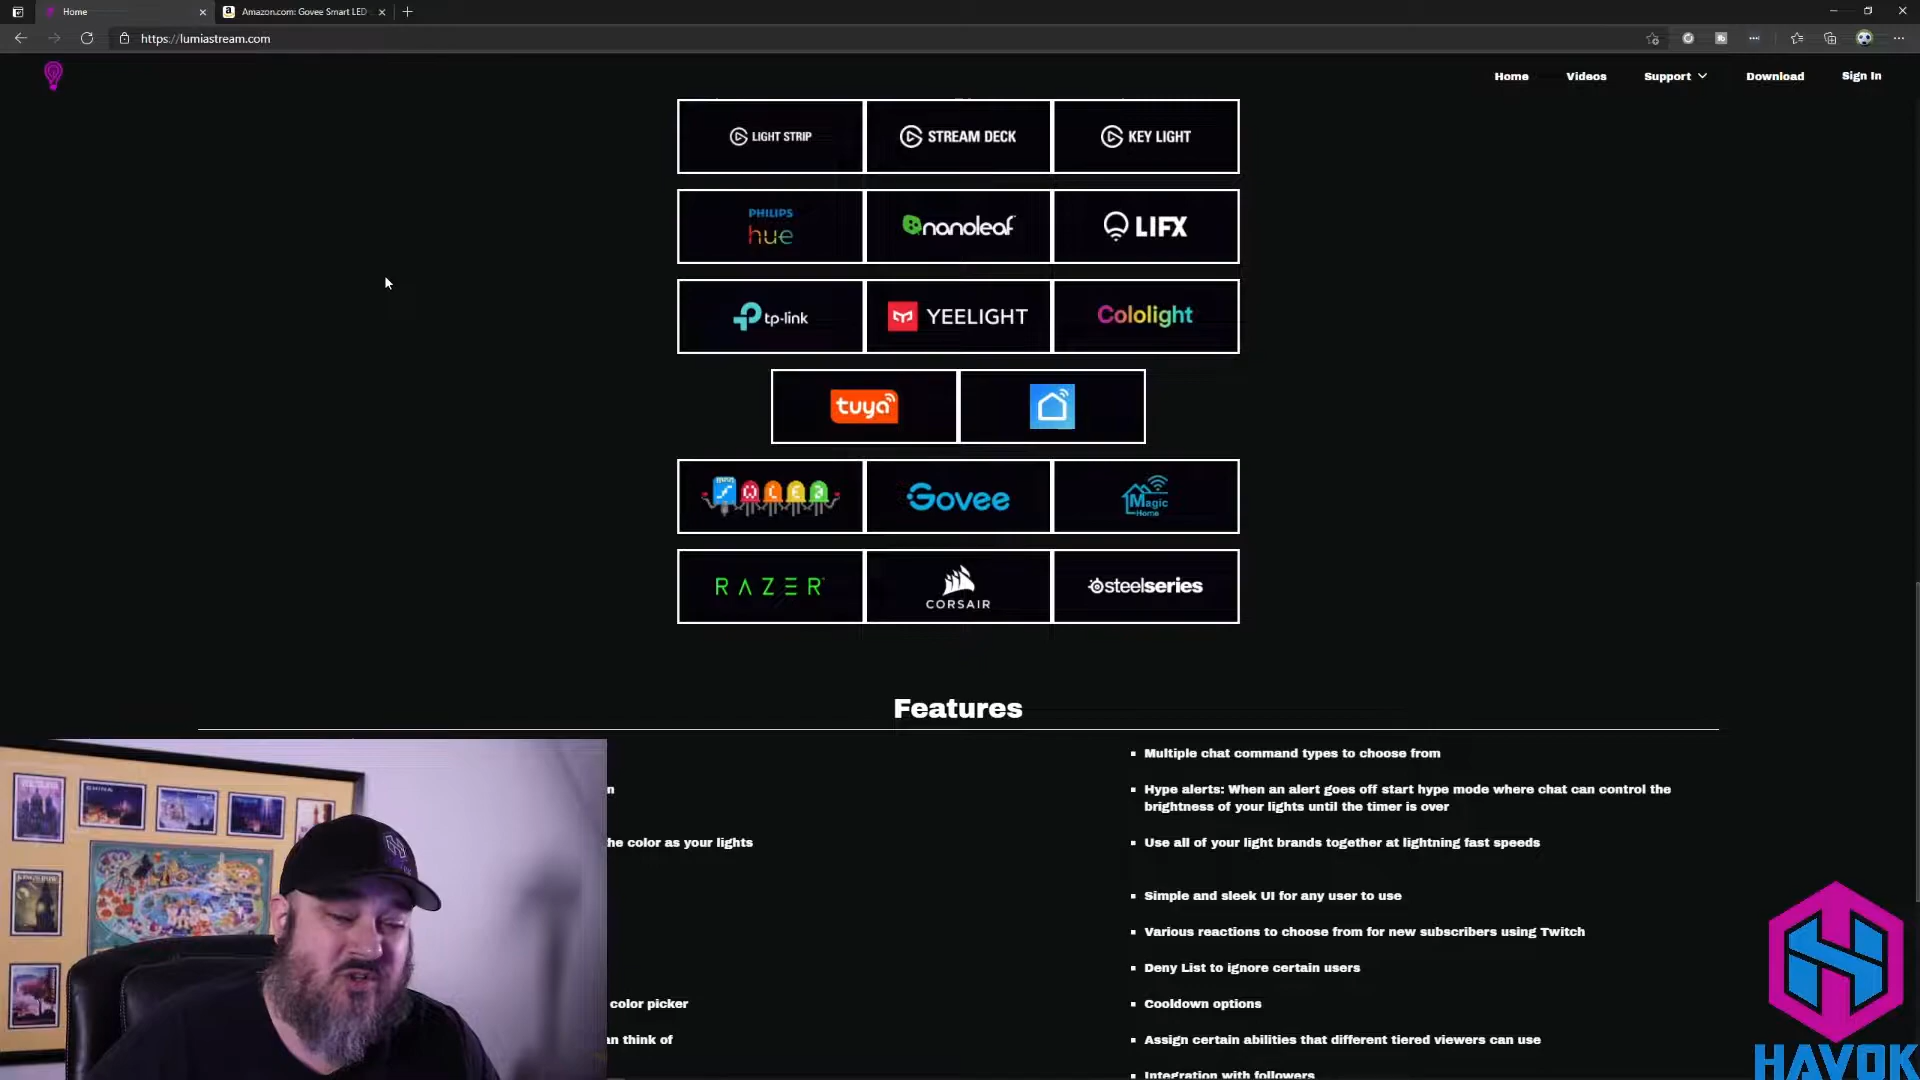 Home
Amazon.com: Govee Smart LED
https://lumiastream.com
Home
Videos
Support
Download
Sign In
LIGHT STRIP
STREAM DECK
KEY LIGHT
PHILIPS
hue
nanoleaf
LIFX
tp-link
YEELIGHT
Cololight
tuya
WLED
Govee
Magic
Home
RAZER
CORSAIR
steelseries
Features
Multiple chat command types to choose from
n
Hype alerts: When an alert goes off start hype mode where chat can control the
brightness of your lights until the timer is over
he color as your lights
Use all of your light brands together at lightning fast speeds
Simple and sleek UI for any user to use
Various reactions to choose from for new subscribers using Twitch
Deny List to ignore certain users
color picker
Cooldown options
an think of
Assign certain abilities that different tiered viewers can use
Integration with followers
CHINA
HAVOK